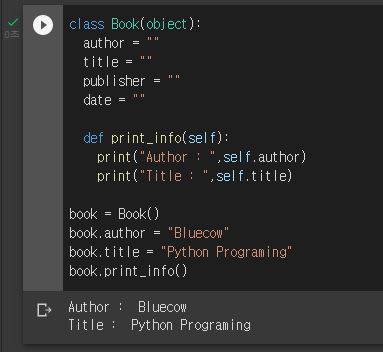 0초
class Book(object):
  author = ""
  title = ""
  publisher = ""
  date = ""

  def print_info(self):
    print("Author : ",self.author)
    print("Title : ",self.title)

book = Book()
book.author = "Bluecow"
book.title = "Python Programing"
book.print_info()
Author :  Bluecow
Title :  Python Programing